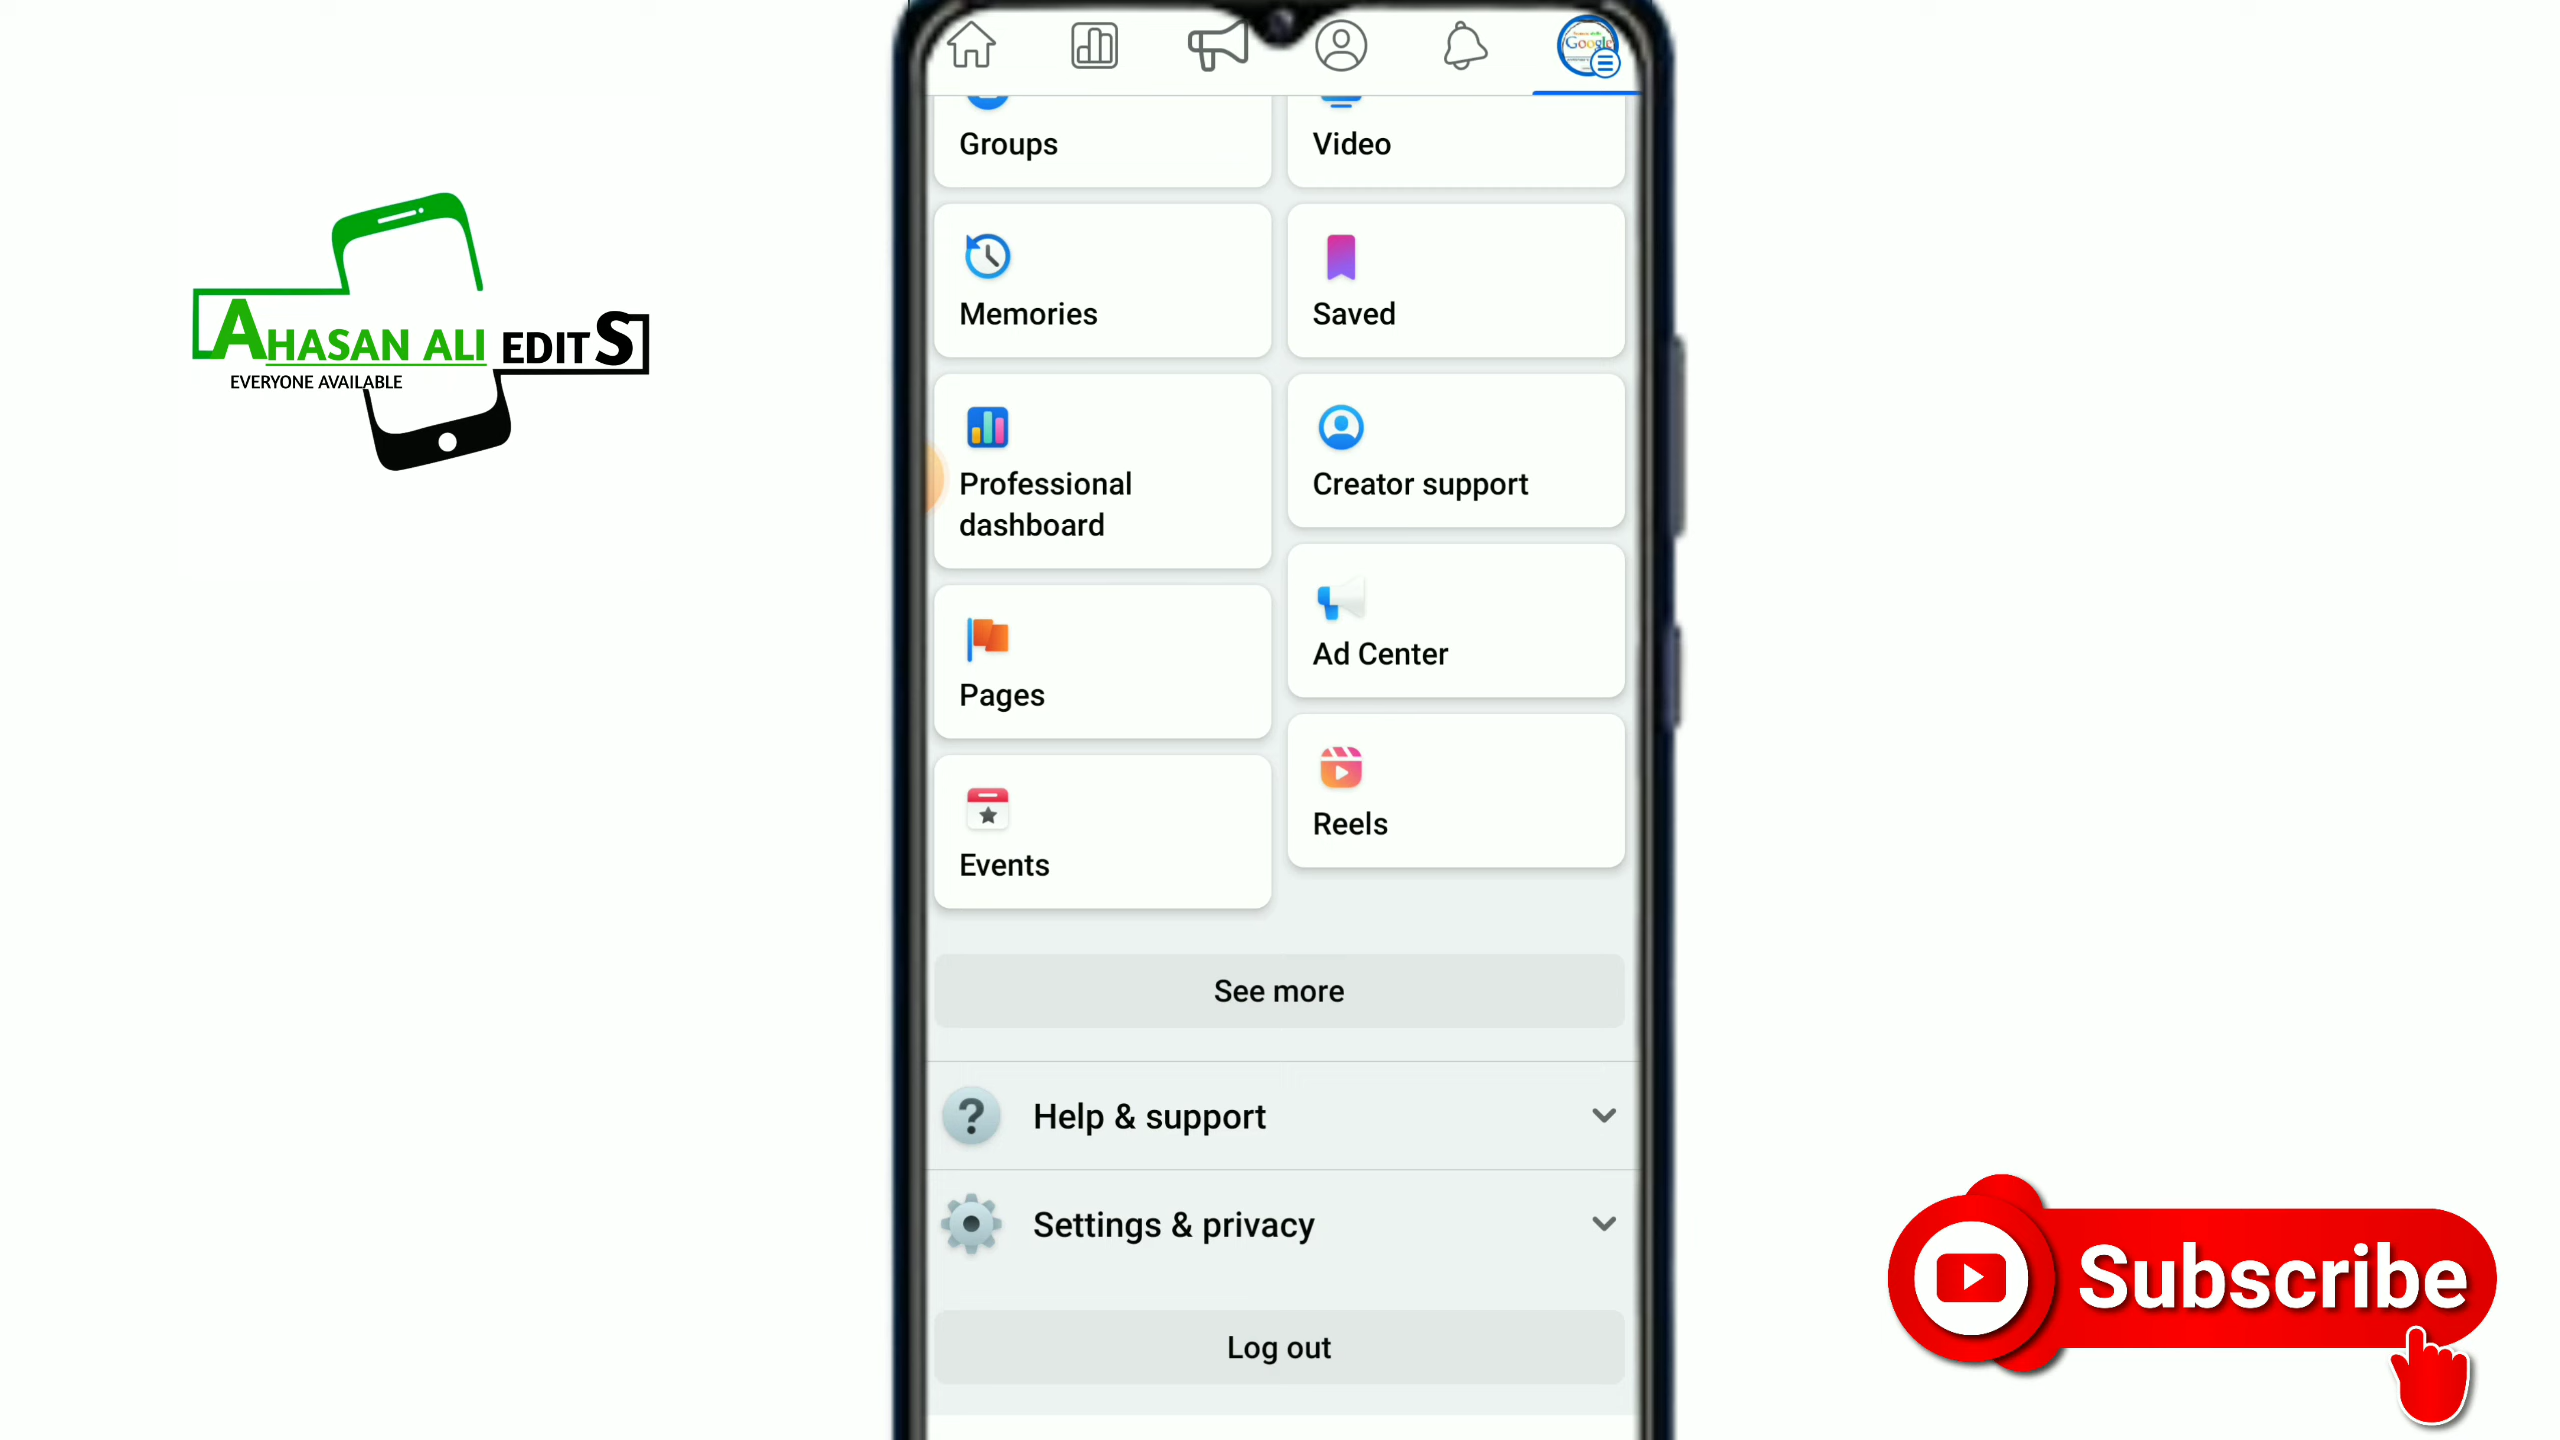 Google
Groups
Video
Memories
Saved
AHASAN ALI EDITS
EVERYONE AVAILABLE
Professional
dashboard
Creator support
Ad Center
Pages
Reels
Events
See more
Help & support
Settings & privacy
Subscribe
Log out